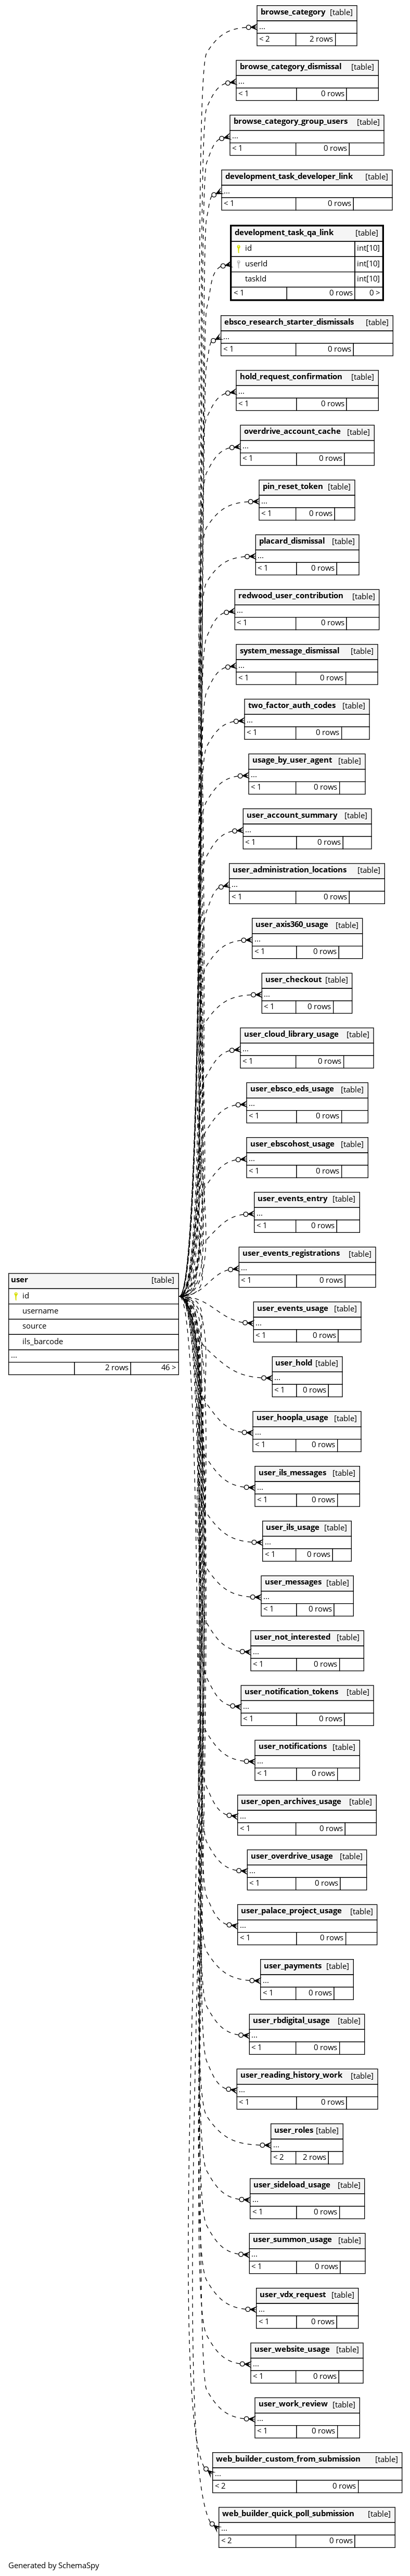 browse_category [table]
...
< 2 2 rows
browse_category_dismissal [table]
...
< 1 0 rows
browse_category_group_users [table]
...
< 1 0 rows
development_task_developer_link [table]
...
< 1 0 rows
development_task_qa_link [table]
id int[10]
userId int[10]
taskId int[10]
< 1 0 rows 0 >
ebsco_research_starter_dismissals [table]
...
< 1 0 rows
hold_request_confirmation [table]
...
< 1 0 rows
overdrive_account_cache [table]
...
< 1 0 rows
pin_reset_token [table]
...
< 1 0 rows
placard_dismissal [table]
...
< 1 0 rows
redwood_user_contribution [table]
...
< 1 0 rows
system_message_dismissal [table]
...
< 1 0 rows
two_factor_auth_codes [table]
...
< 1 0 rows
usage_by_user_agent [table]
...
< 1 0 rows
user_account_summary [table]
...
< 1 0 rows
user_administration_locations [table]
...
< 1 0 rows
user_axis360_usage [table]
...
< 1 0 rows
user_checkout [table]
...
< 1 0 rows
user_cloud_library_usage [table]
...
< 1 0 rows
user_ebsco_eds_usage [table]
...
< 1 0 rows
user_ebscohost_usage [table]
...
< 1 0 rows
user_events_entry [table]
...
< 1 0 rows
user_events_registrations [table]
...
< 1 0 rows
user [table]
id
username
source
ils_barcode
...
2 rows 46 >
user_events_usage [table]
...
< 1 0 rows
user_hold [table]
...
< 1 0 rows
user_hoopla_usage [table]
...
< 1 0 rows
user_ils_messages [table]
...
< 1 0 rows
user_ils_usage [table]
...
< 1 0 rows
user_messages [table]
...
< 1 0 rows
user_not_interested [table]
...
< 1 0 rows
user_notification_tokens [table]
...
< 1 0 rows
user_notifications [table]
...
< 1 0 rows
user_open_archives_usage [table]
...
< 1 0 rows
user_overdrive_usage [table]
...
< 1 0 rows
user_palace_project_usage [table]
...
< 1 0 rows
user_payments [table]
...
< 1 0 rows
user_rbdigital_usage [table]
...
< 1 0 rows
user_reading_history_work [table]
...
< 1 0 rows
user_roles [table]
...
< 2 2 rows
user_sideload_usage [table]
...
< 1 0 rows
user_summon_usage [table]
...
< 1 0 rows
user_vdx_request [table]
...
< 1 0 rows
user_website_usage [table]
...
< 1 0 rows
user_work_review [table]
...
< 1 0 rows
web_builder_custom_from_submission [table]
...
< 2 0 rows
web_builder_quick_poll_submission [table]
...
< 2 0 rows
Generated by SchemaSpy